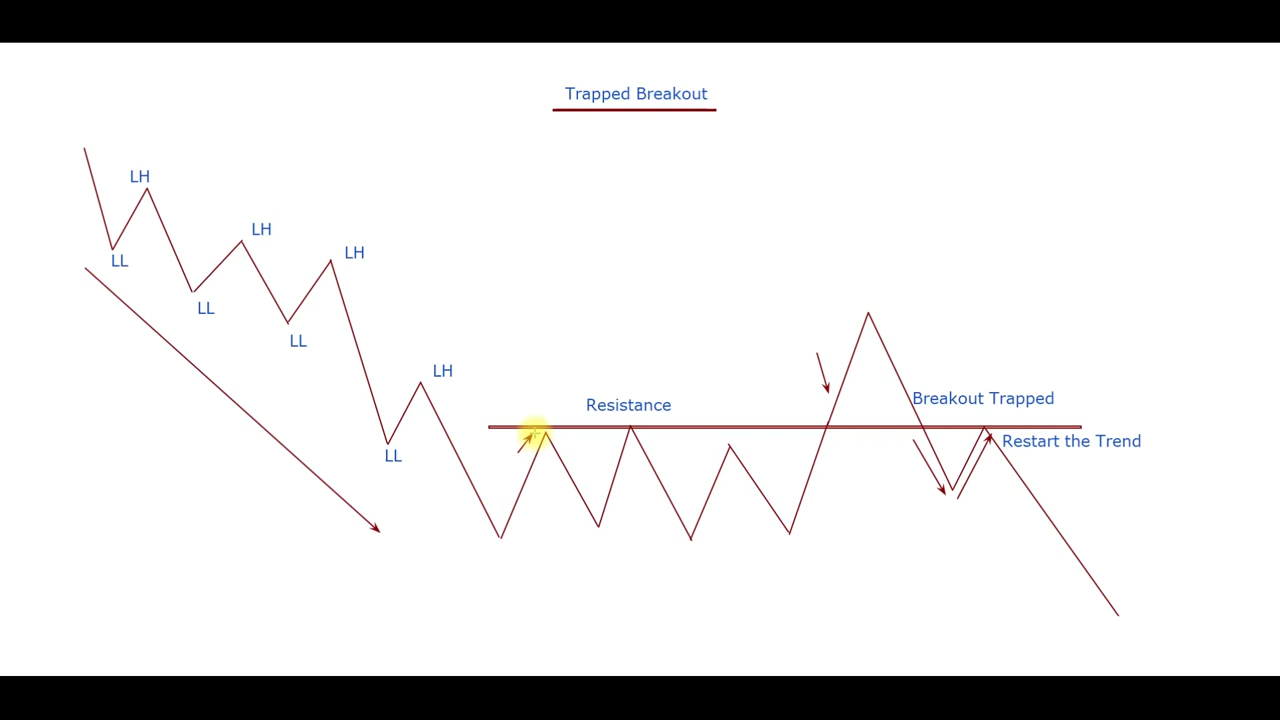 Trapped Breakout
LH
LL
LH
LL
LH
LL
LH
LL
Resistance
Breakout Trapped
Restart the Trend